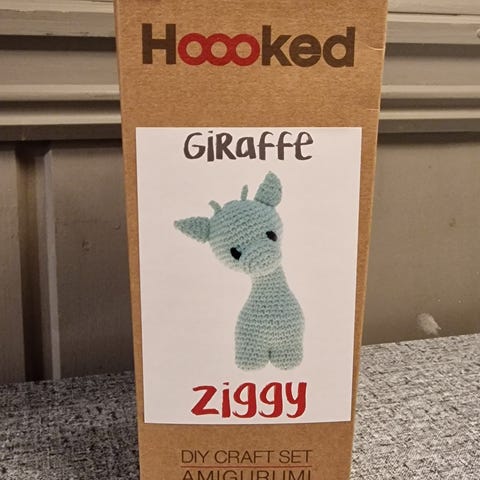 Hoooked
GiRaffe
Ziggy
DIY CRAFT SET
AMIGURUMI